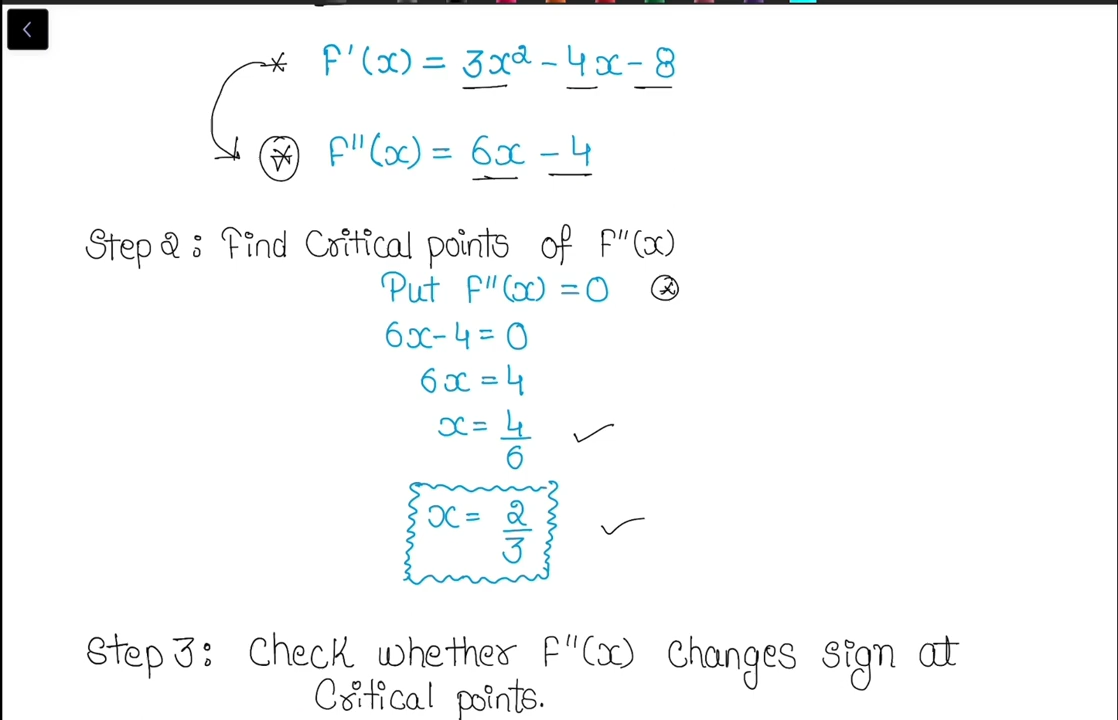 * F'(x) = 3x² - 4x - 8
* F''(x) = 6x - 4
Step 2: Find Critical points of F''(x)
Put F''(x) = 0 *
6x - 4 = 0
6x = 4
x = 4/6 ✓
x = 2/3 ✓
Step 3: Check whether F''(x) changes sign at
Critical points.